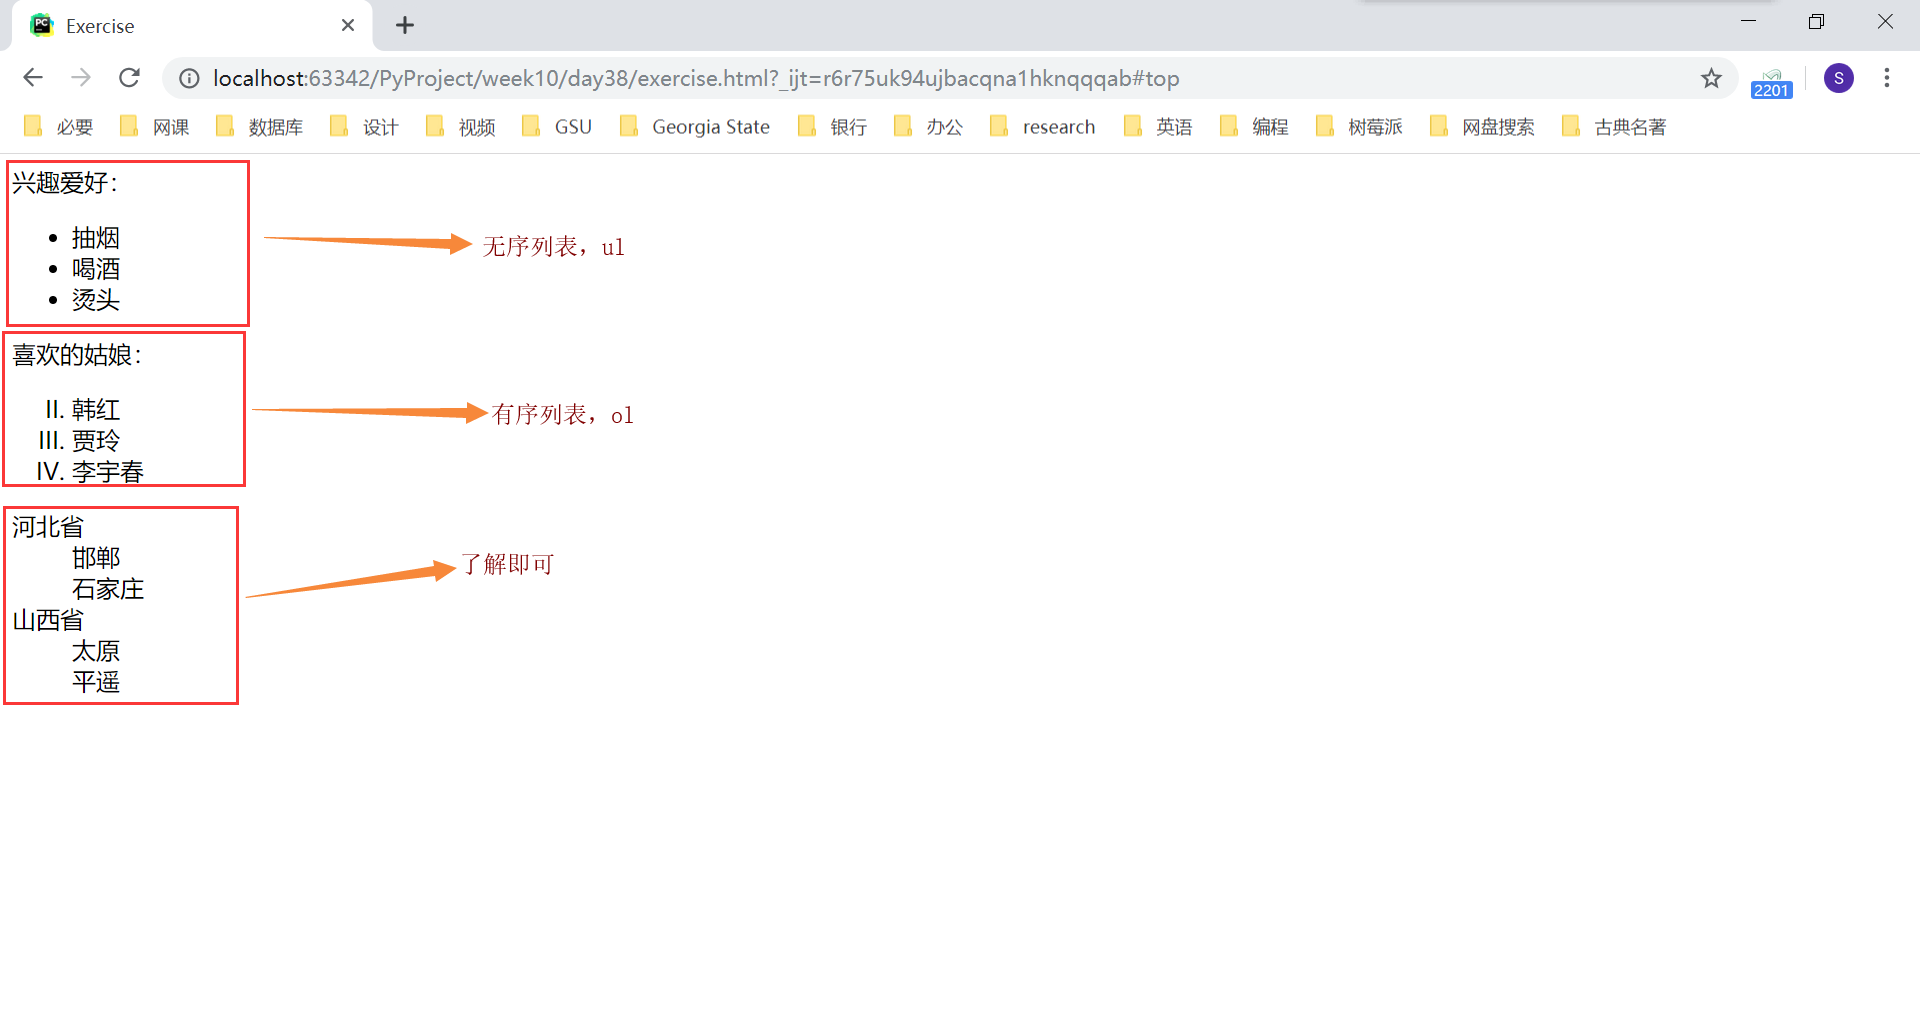 Exercise
localhost:63342/PyProject/week10/day38/exercise.html?_ijt=r6r75uk94ujbacqna1hknqqqab#top
2201
S
必要 网课 数据库 设计 视频 GSU Georgia State 银行 办公 research 英语 编程 树莓派 网盘搜索 古典名著
兴趣爱好：
• 抽烟
• 喝酒
• 烫头
无序列表，ul
喜欢的姑娘：
II. 韩红
III. 贾玲
IV. 李宇春
有序列表，ol
河北省
邯郸
石家庄
山西省
太原
平遥
了解即可